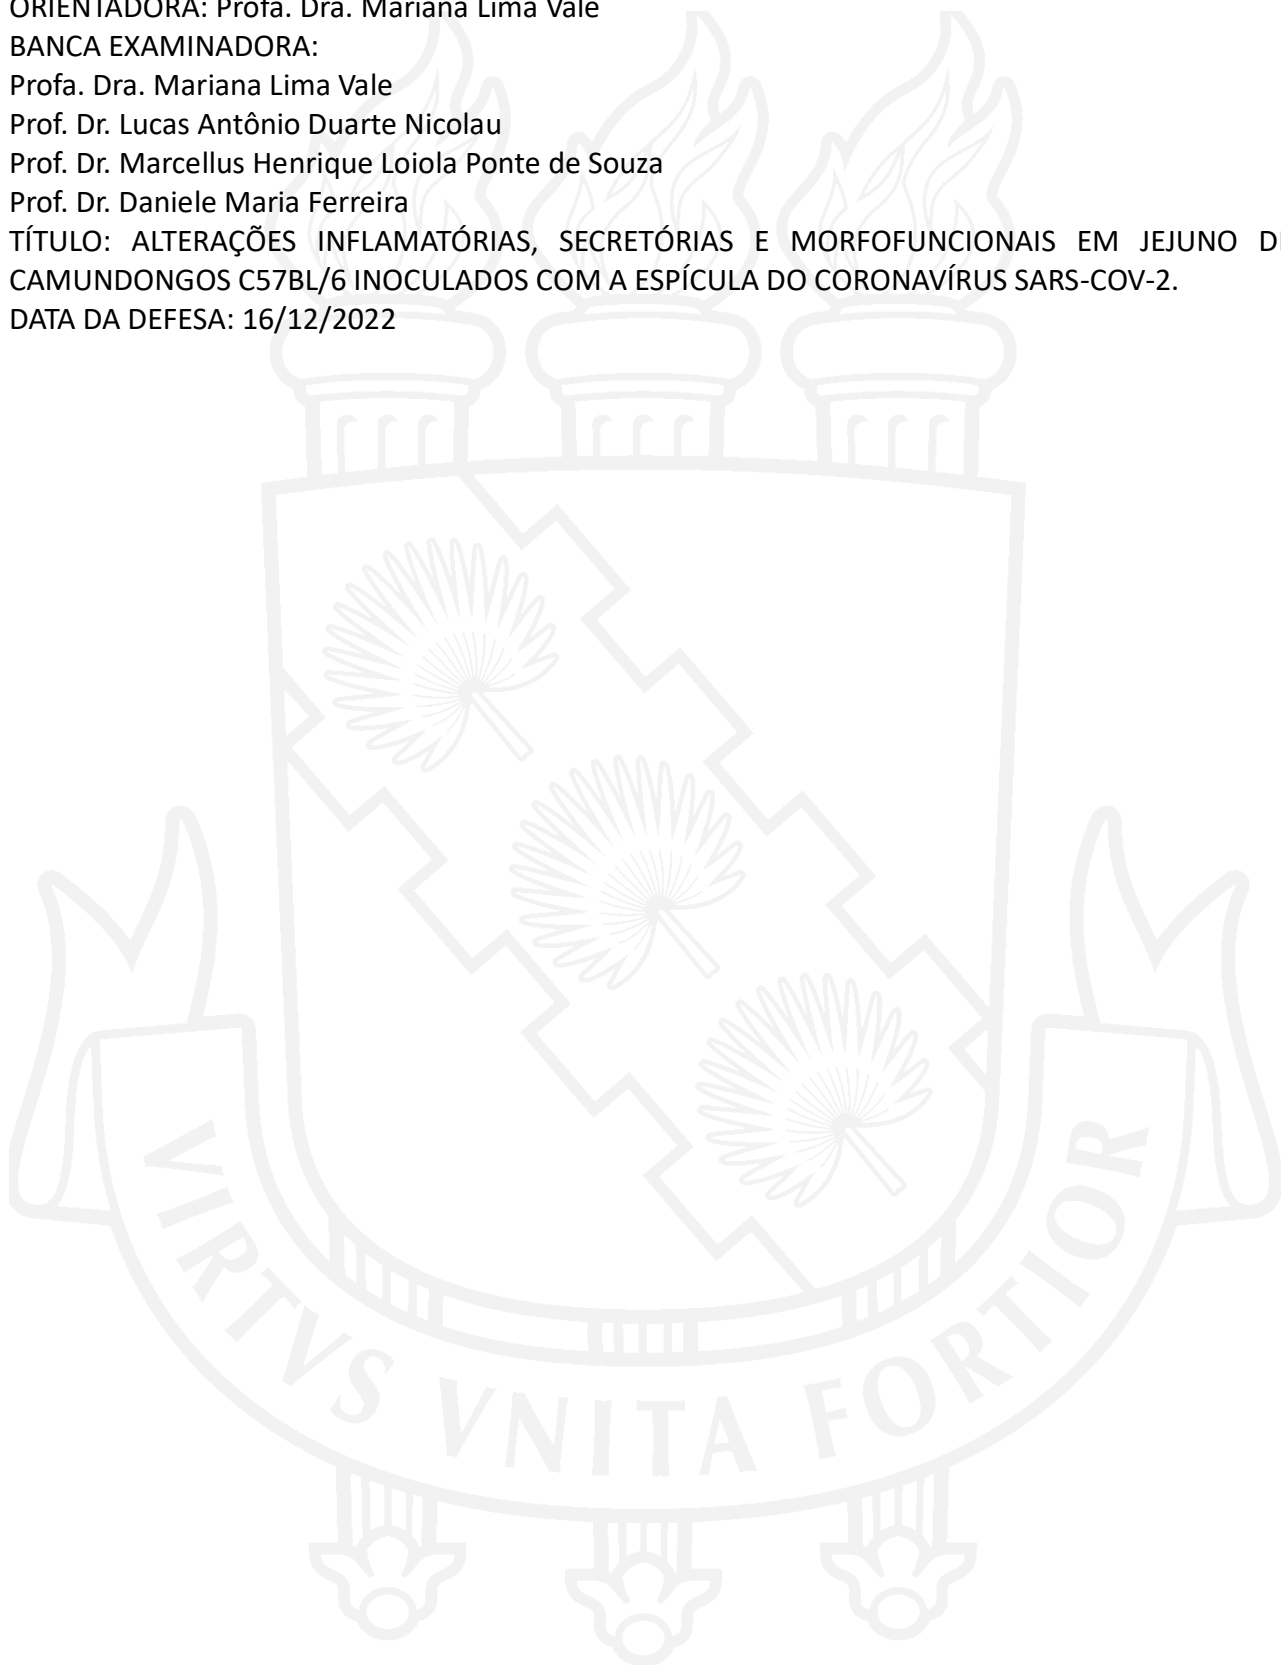 ORIENTADORA: Profa. Dra. Mariana Lima Vale
BANCA EXAMINADORA:
Profa. Dra. Mariana Lima Vale
Prof. Dr. Lucas Antônio Duarte Nicolau
Prof. Dr. Marcellus Henrique Loiola Ponte de Souza
Prof. Dr. Daniele Maria Ferreira
TÍTULO: ALTERAÇÕES INFLAMATÓRIAS, SECRETÓRIAS E MORFOFUNCIONAIS EM JEJUNO DE
CAMUNDONGOS C57BL/6 INOCULADOS COM A ESPÍCULA DO CORONAVÍRUS SARS-COV-2.
DATA DA DEFESA: 16/12/2022
VIRTVS VNITA FORTIOR